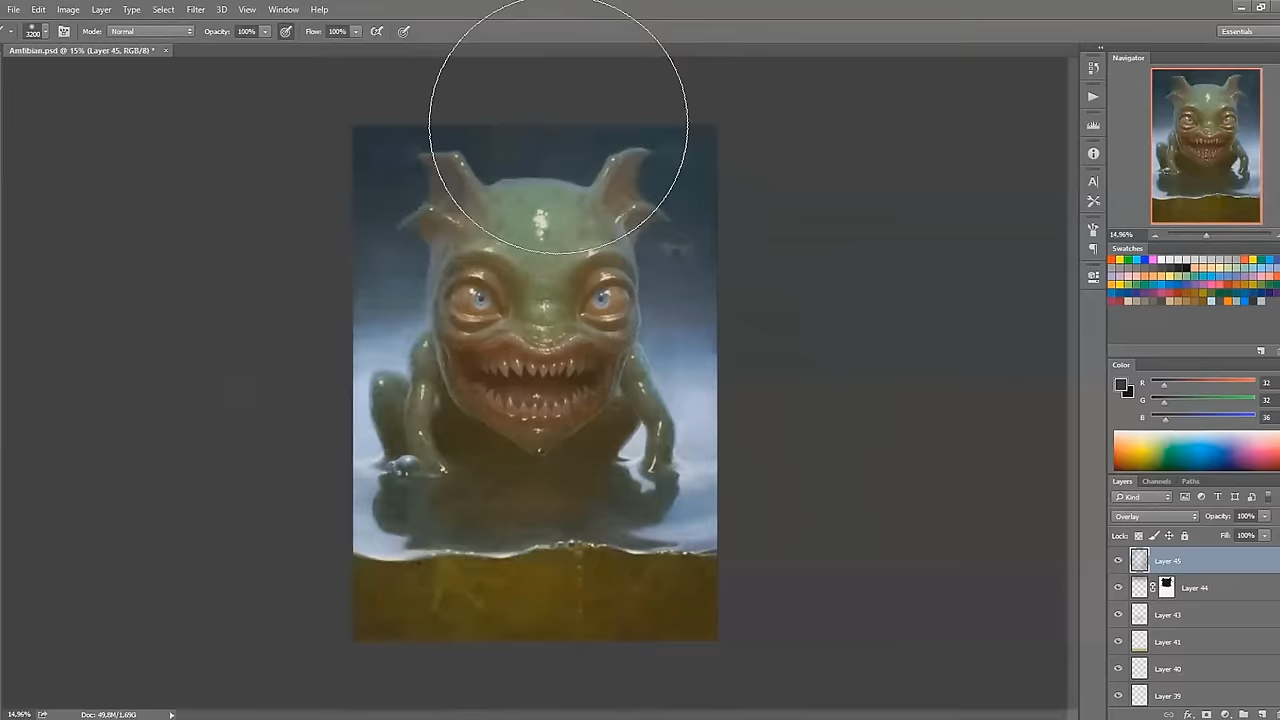 File Edit Image Layer Type Select Filter 3D View Window Help
3200 Mode: Normal Opacity: 100% Flow: 100% Essentials
Amfibian.psd @ 15% (Layer 45, RGB/8) * ×
Navigator
14,96%
Swatches
Color
R 32
G 32
B 36
Layers Channels Paths
Kind
Overlay Opacity: 100%
Lock: Fill: 100%
Layer 45
Layer 44
Layer 43
Layer 41
Layer 40
Layer 39
14,96% Doc: 49,8M/1,69G